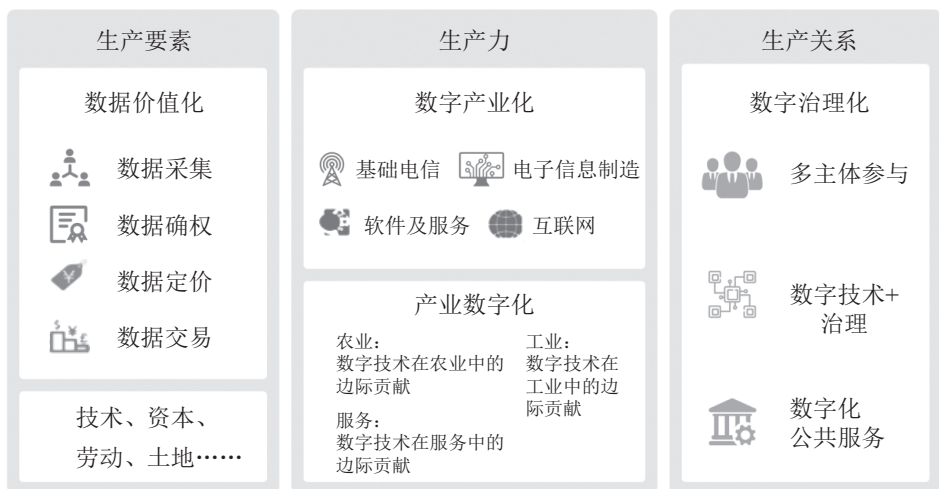 生产要素
数据价值化
数据采集
数据确权
数据定价
数据交易
技术、资本、
劳动、土地……
生产力
数字产业化
基础电信
电子信息制造
软件及服务
互联网
产业数字化
农业：
数字技术在农业中的
边际贡献
服务：
数字技术在服务中的
边际贡献
工业：
数字技术在
工业中的边
际贡献
生产关系
数字治理化
多主体参与
数字技术+
治理
数字化
公共服务